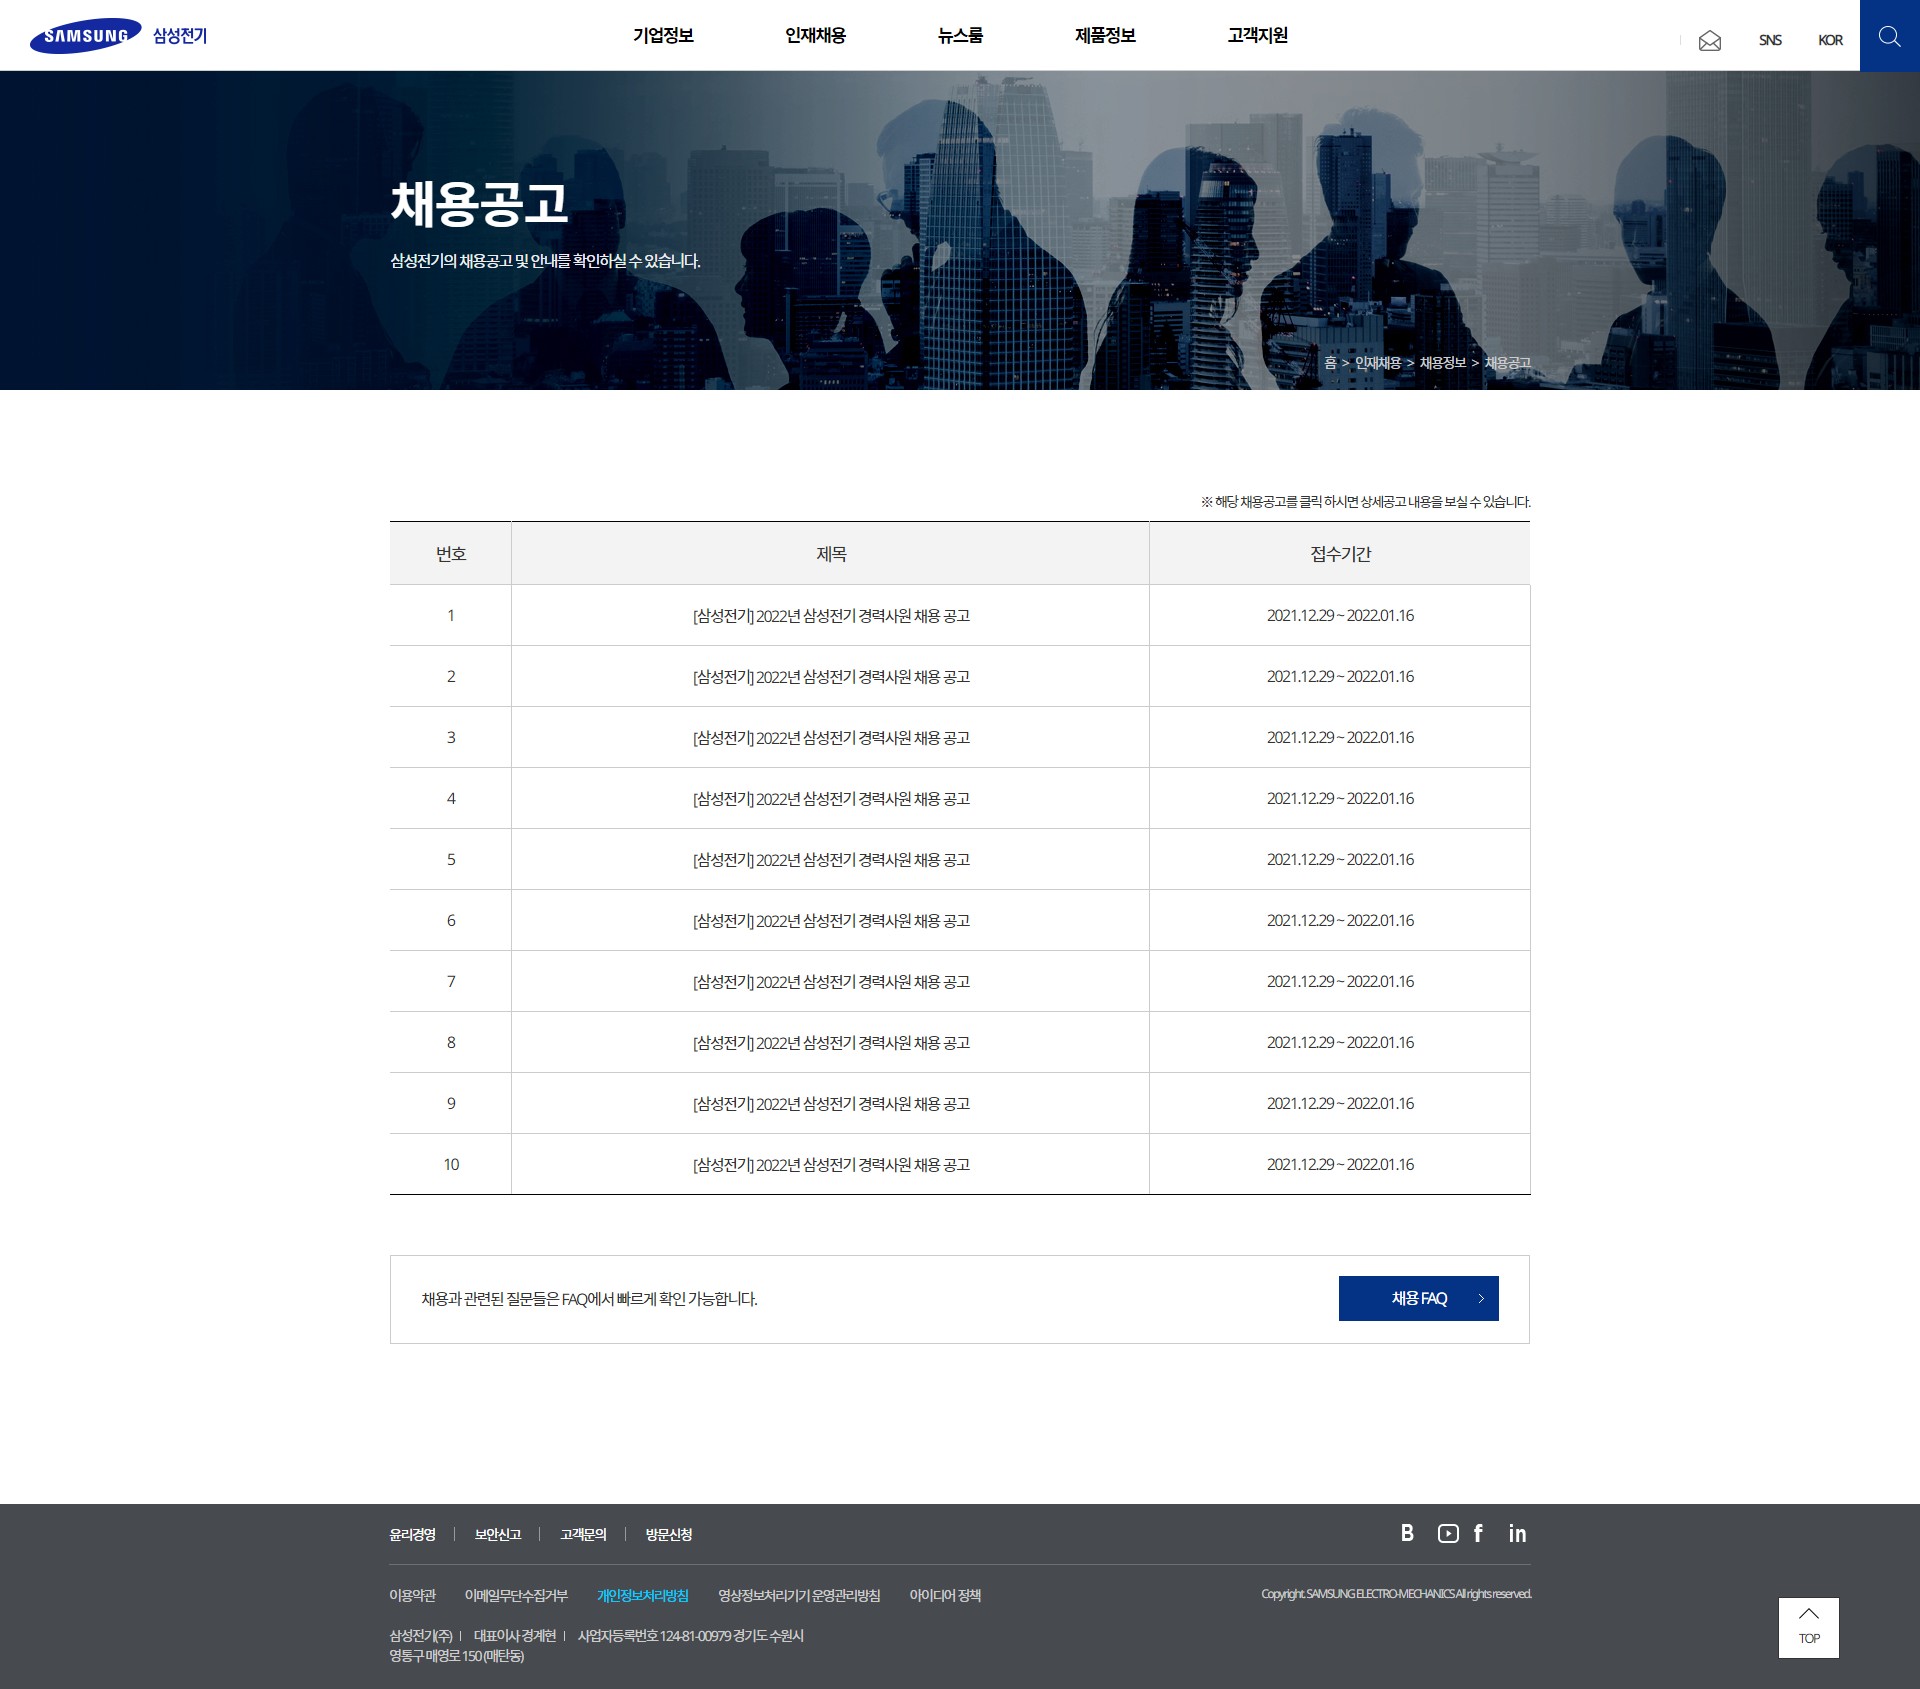 SAMSUNG 삼성전기
기업정보 인재채용 뉴스룸 제품정보 고객지원
SNS KOR
채용공고
삼성전기의 채용공고 및 안내를 확인하실 수 있습니다.
홈 > 인재채용 > 채용정보 > 채용공고
※ 해당 채용공고를 클릭 하시면 상세공고 내용을 보실 수 있습니다.
번호 제목 접수기간
1 [삼성전기] 2022년 삼성전기 경력사원 채용 공고 2021.12.29 ~ 2022.01.16
2 [삼성전기] 2022년 삼성전기 경력사원 채용 공고 2021.12.29 ~ 2022.01.16
3 [삼성전기] 2022년 삼성전기 경력사원 채용 공고 2021.12.29 ~ 2022.01.16
4 [삼성전기] 2022년 삼성전기 경력사원 채용 공고 2021.12.29 ~ 2022.01.16
5 [삼성전기] 2022년 삼성전기 경력사원 채용 공고 2021.12.29 ~ 2022.01.16
6 [삼성전기] 2022년 삼성전기 경력사원 채용 공고 2021.12.29 ~ 2022.01.16
7 [삼성전기] 2022년 삼성전기 경력사원 채용 공고 2021.12.29 ~ 2022.01.16
8 [삼성전기] 2022년 삼성전기 경력사원 채용 공고 2021.12.29 ~ 2022.01.16
9 [삼성전기] 2022년 삼성전기 경력사원 채용 공고 2021.12.29 ~ 2022.01.16
10 [삼성전기] 2022년 삼성전기 경력사원 채용 공고 2021.12.29 ~ 2022.01.16
채용과 관련된 질문들은 FAQ에서 빠르게 확인 가능합니다.
채용 FAQ
윤리경영 | 보안신고 | 고객문의 | 방문신청
B f in
이용약관 이메일무단수집거부 개인정보처리방침 영상정보처리기기 운영관리방침 아이디어 정책
Copyright. SAMSUNG ELECTRO-MECHANICS All rights reserved.
삼성전기(주) | 대표이사 경계현 | 사업자등록번호 124-81-00979 경기도 수원시
영통구 매영로 150 (매탄동)
TOP